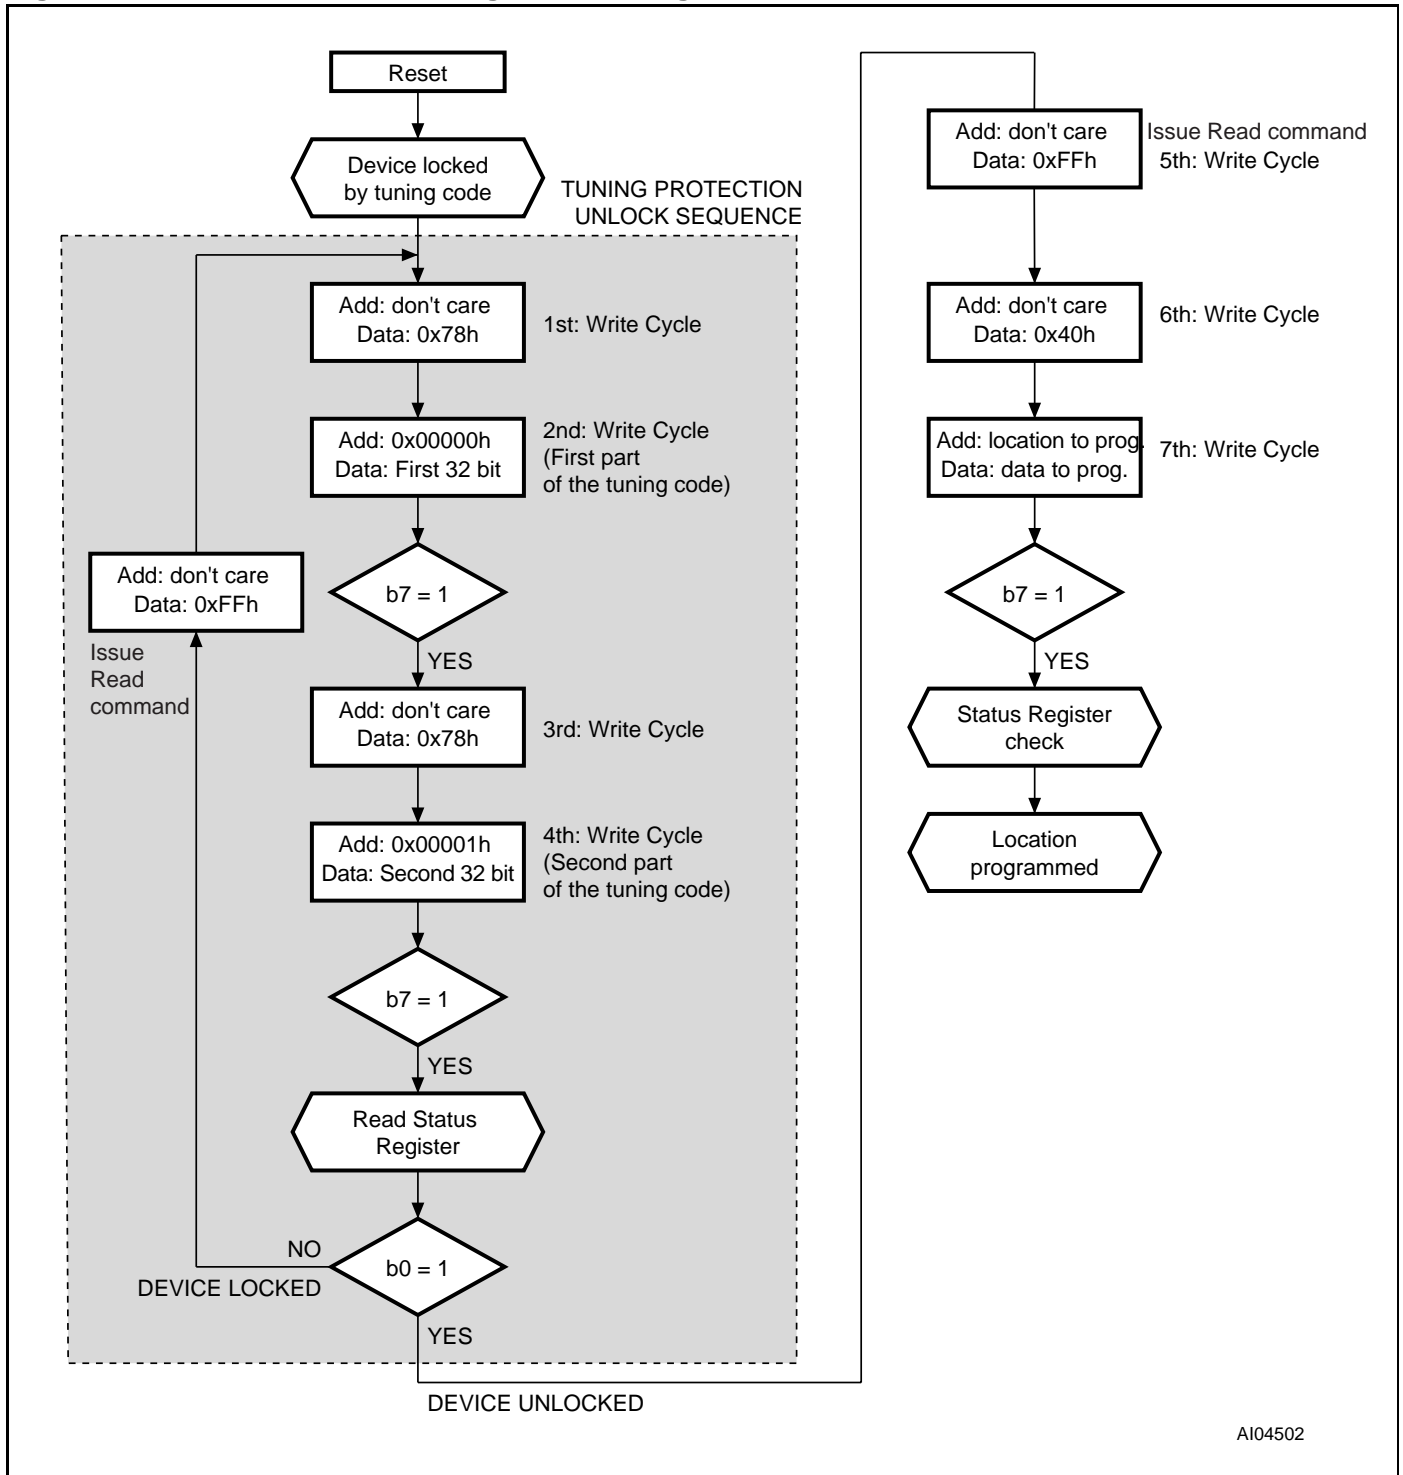 Reset
Device locked
by tuning code
TUNING PROTECTION
UNLOCK SEQUENCE
Add: don't care
Data: 0x78h
1st: Write Cycle
Add: 0x00000h
Data: First 32 bit
2nd: Write Cycle
(First part
of the tuning code)
Add: don't care
Data: 0xFFh
Issue
Read
command
b7 = 1
YES
Add: don't care
Data: 0x78h
3rd: Write Cycle
Add: 0x00001h
Data: Second 32 bit
4th: Write Cycle
(Second part
of the tuning code)
b7 = 1
YES
Read Status
Register
NO
DEVICE LOCKED
b0 = 1
YES
DEVICE UNLOCKED
Add: don't care
Data: 0xFFh
Issue Read command
5th: Write Cycle
Add: don't care
Data: 0x40h
6th: Write Cycle
Add: location to prog.
Data: data to prog.
7th: Write Cycle
b7 = 1
YES
Status Register
check
Location
programmed
AI04502